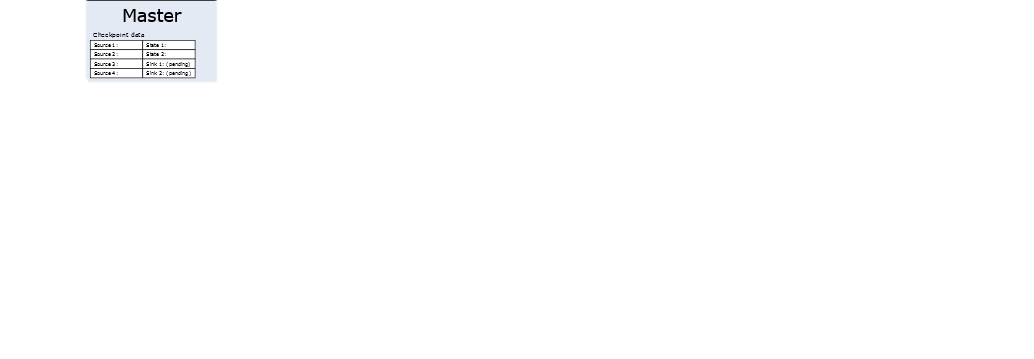 Master
Checkpoint data
Source 1: State 1:
Source 2: State 2:
Source 3: Sink 1: (pending)
Source 4: Sink 2: (pending)